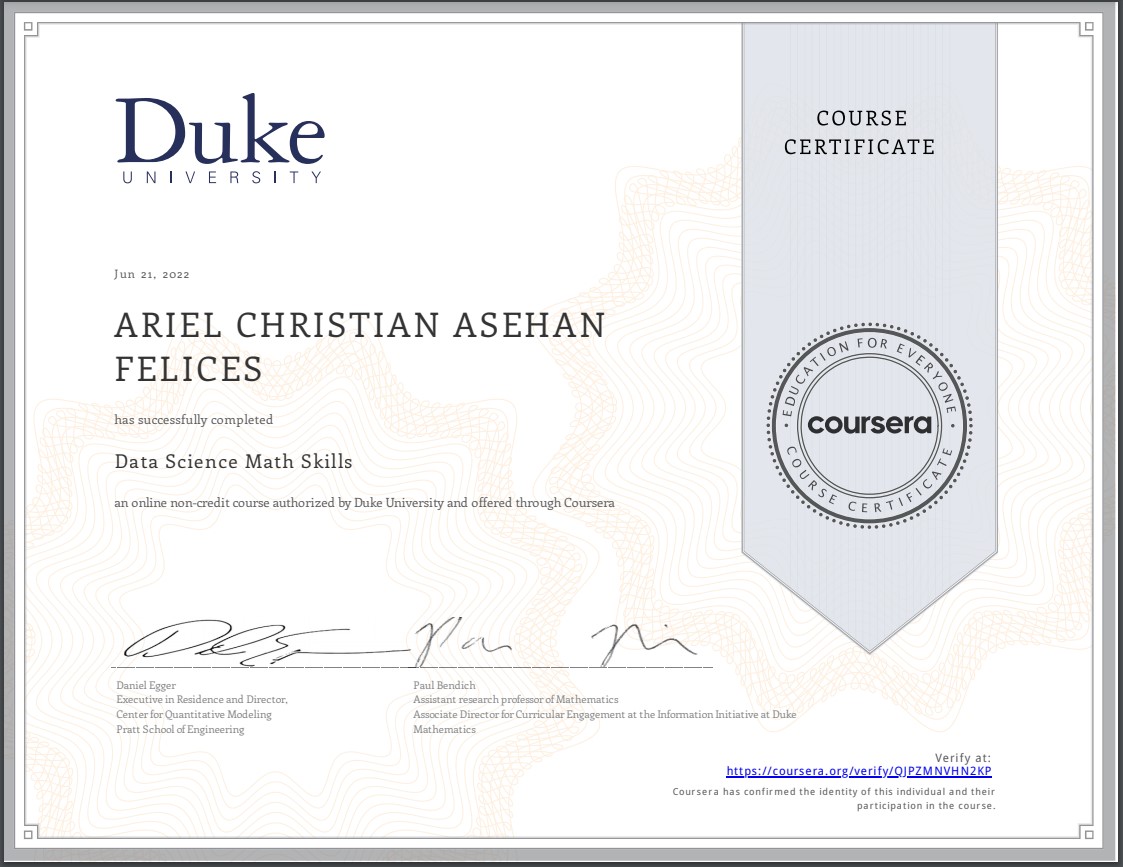 Duke
UNIVERSITY
COURSE
CERTIFICATE
Jun 21, 2022
ARIEL CHRISTIAN ASEHAN
FELICES
has successfully completed
Data Science Math Skills
an online non-credit course authorized by Duke University and offered through Coursera
EDUCATION FOR EVERYONE
coursera
COURSE CERTIFICATE
Daniel Egger
Executive in Residence and Director,
Center for Quantitative Modeling
Pratt School of Engineering
Paul Bendich
Assistant research professor of Mathematics
Associate Director for Curricular Engagement at the Information Initiative at Duke
Mathematics
Verify at:
https://coursera.org/verify/QJPZMNVHN2KP
Coursera has confirmed the identity of this individual and their
participation in the course.